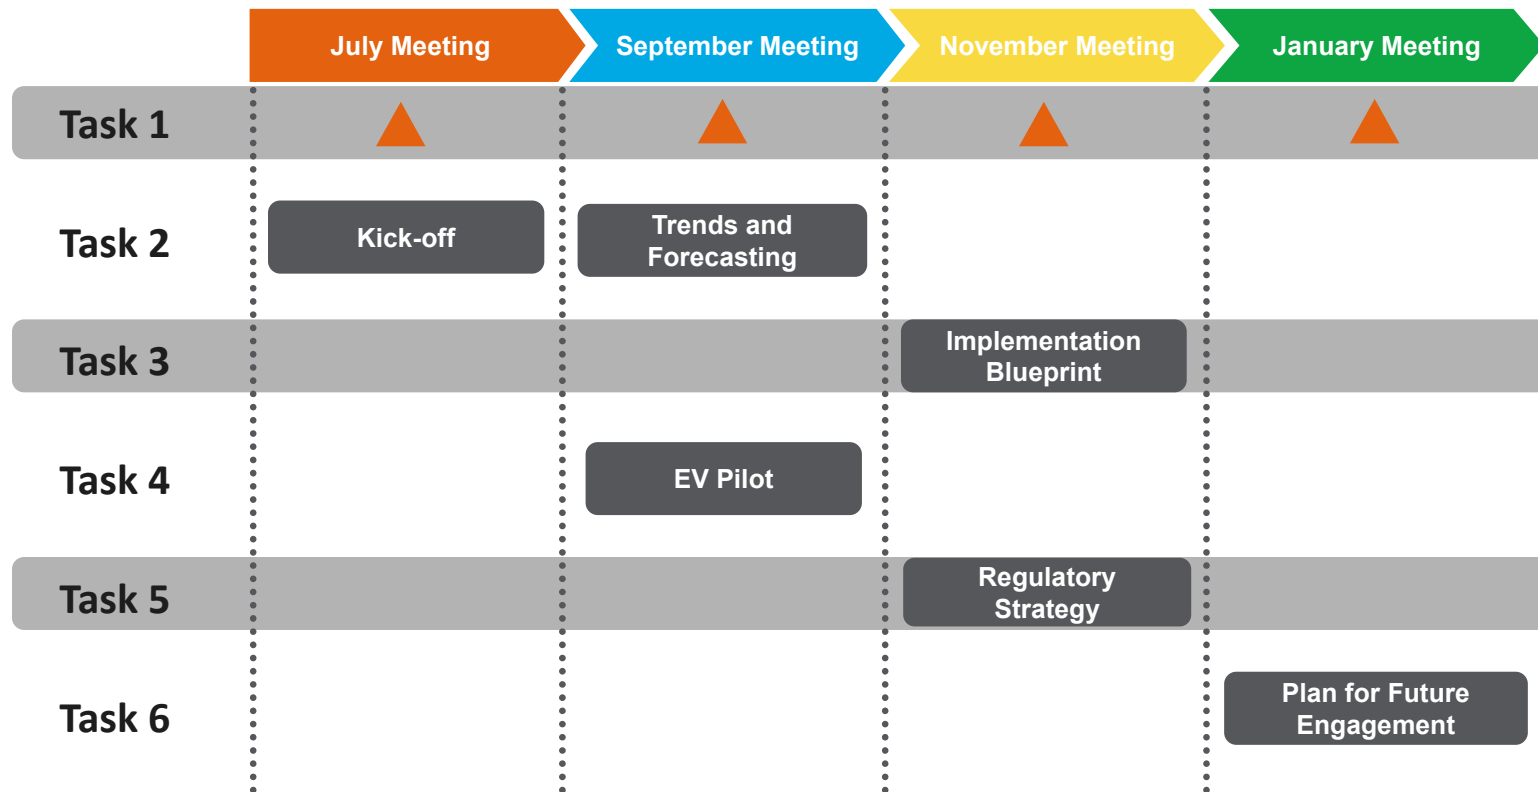 July Meeting
September Meeting
November Meeting
January Meeting
Task 1
Task 2
Kick-off
Trends and
Forecasting
Task 3
Implementation
Blueprint
Task 4
EV Pilot
Task 5
Regulatory
Strategy
Task 6
Plan for Future
Engagement